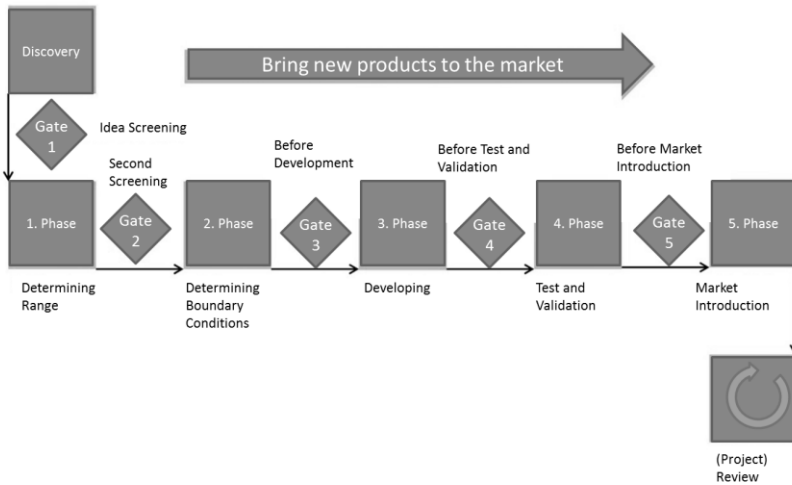 Discovery
Bring new products to the market
Gate
1
Idea Screening
Second
Screening
Before
Development
Before Test and
Validation
Before Market
Introduction
1. Phase
Gate
2
2. Phase
Gate
3
3. Phase
Gate
4
4. Phase
Gate
5
5. Phase
Determining
Range
Determining
Boundary
Conditions
Developing
Test and
Validation
Market
Introduction
(Project)
Review